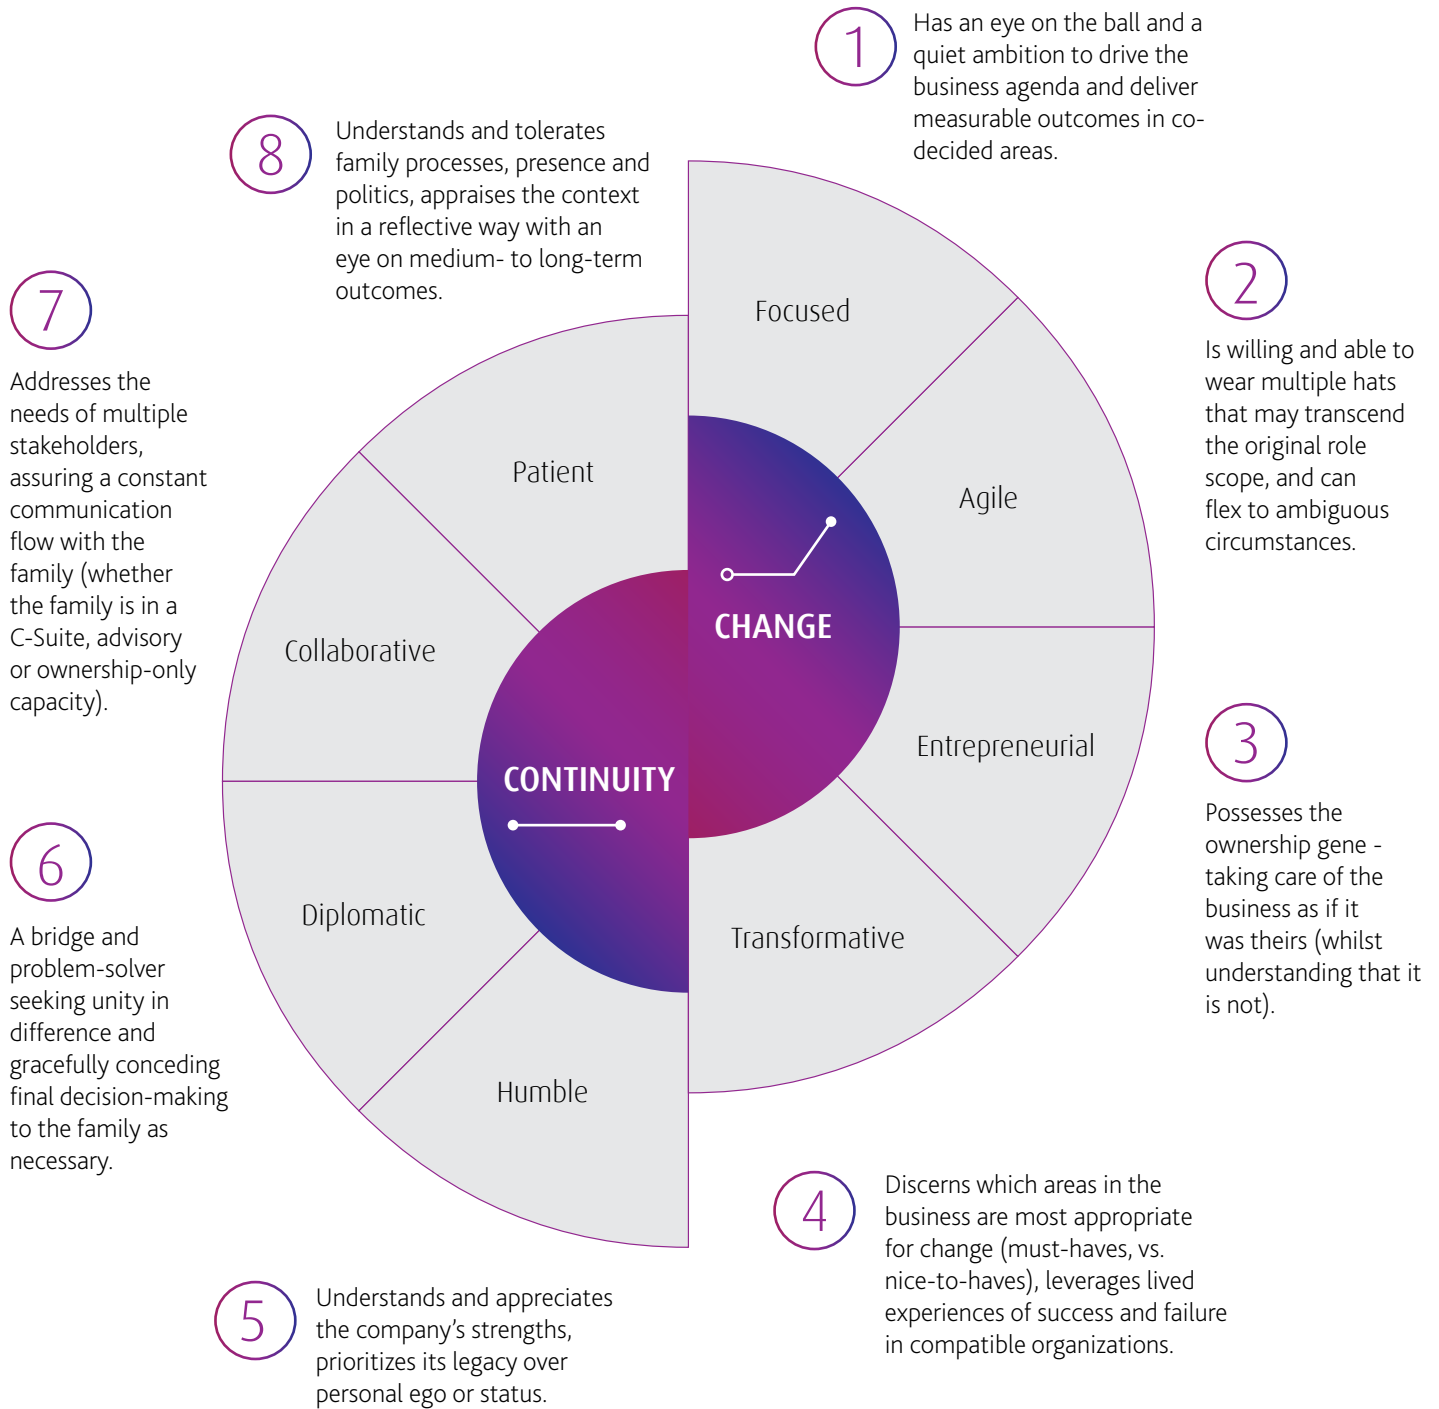 1
Has an eye on the ball and a
quiet ambition to drive the
business agenda and deliver
measurable outcomes in co-
decided areas.
2
Is willing and able to
wear multiple hats
that may transcend
the original role
scope, and can
flex to ambiguous
circumstances.
3
Possesses the
ownership gene -
taking care of the
business as if it
was theirs (whilst
understanding that it
is not).
4
Discerns which areas in the
business are most appropriate
for change (must-haves, vs.
nice-to-haves), leverages lived
experiences of success and failure
in compatible organizations.
5
Understands and appreciates
the company’s strengths,
prioritizes its legacy over
personal ego or status.
6
A bridge and
problem-solver
seeking unity in
difference and
gracefully conceding
final decision-making
to the family as
necessary.
7
Addresses the
needs of multiple
stakeholders,
assuring a constant
communication
flow with the
family (whether
the family is in a
C-Suite, advisory
or ownership-only
capacity).
8
Understands and tolerates
family processes, presence and
politics, appraises the context
in a reflective way with an
eye on medium- to long-term
outcomes.
Focused
Agile
Entrepreneurial
Transformative
Humble
Diplomatic
Collaborative
Patient
CHANGE
CONTINUITY